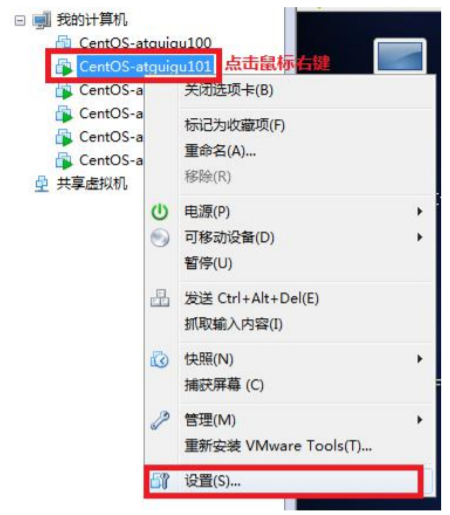 我的计算机
CentOS-atguigu100
CentOS-atguigu101 点击鼠标右键
CentOS-a 关闭选项卡(B)
CentOS-a
标记为收藏项(F)
CentOS-a
重命名(A)...
CentOS-a
移除(R)
共享虚拟机
电源(P)
可移动设备(D)
暂停(U)
发送 Ctrl+Alt+Del(E)
抓取输入内容(I)
快照(N)
捕获屏幕 (C)
管理(M)
重新安装 VMware Tools(T)...
设置(S)...